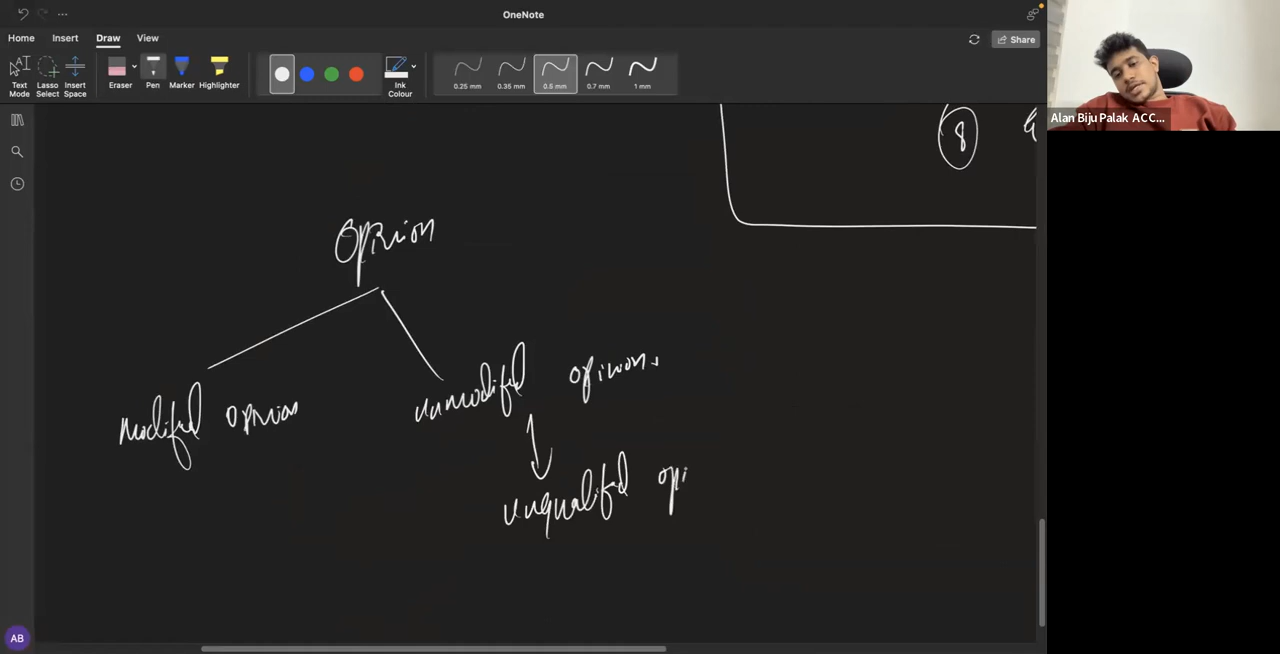 OneNote
Home Insert Draw View
Share
Text Mode
Lasso Select
Insert Space
Eraser
Pen
Marker
Highlighter
Ink Colour
0.25 mm
0.35 mm
0.5 mm
0.7 mm
1 mm
Alan Biju Palak ACC...
8
Opinion
Modified opinion
unmodified opinion.
unqualified opi
AB